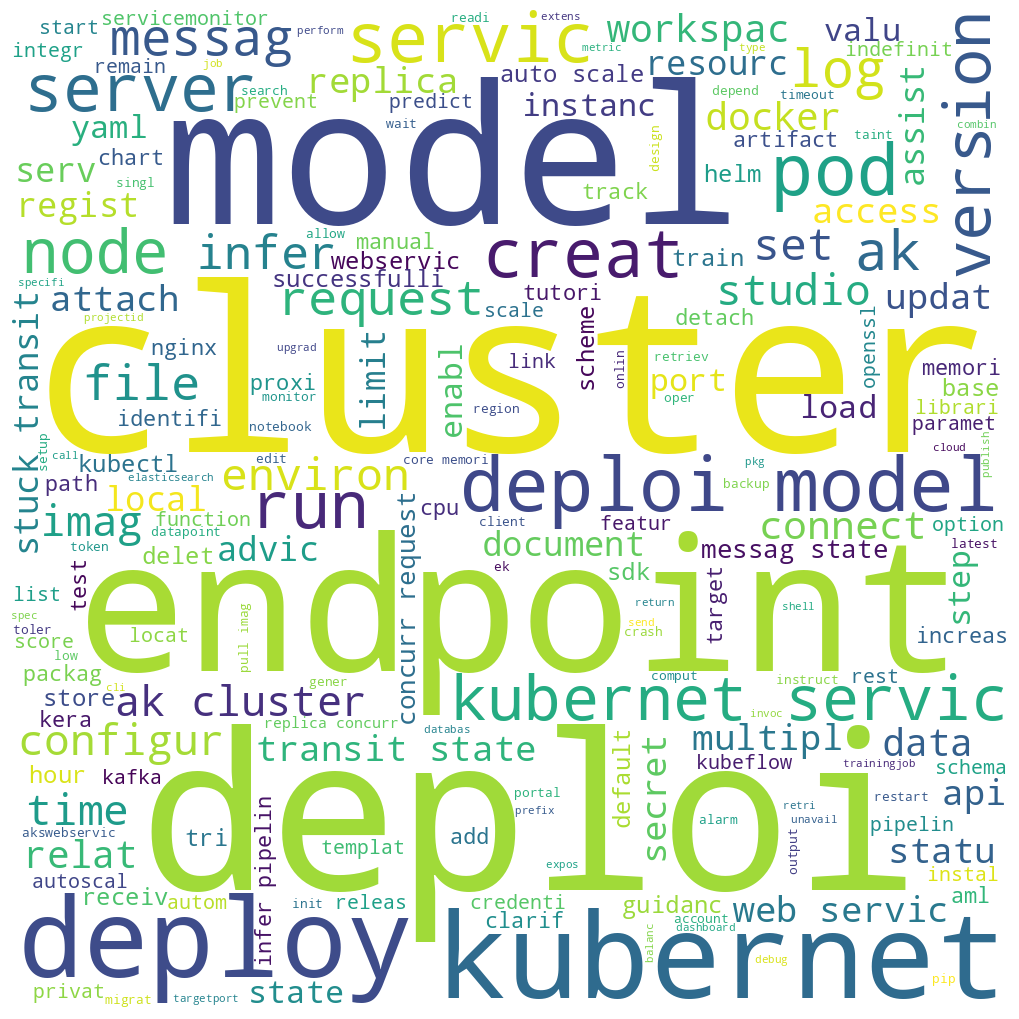 start
servicemonitor
messag
servic
readi
extens
workspac
valu
version
integr
perform
metric
type
indefinit
remain
job
server
search
replica
auto scale
resourc
log
prevent
predict
instanc
depend
timeout
docker
yaml
wait
model
artifact
taint
combin
assist
chart
design
serv
singl
track
helm
pod
regist
access
node
infer
allow
manual
creat
set
ak
webservic
train
specifi
successfulli
attach
request
tutori
studio
updat
stuck transit
projectid
scale
detach
cluster
nginx
upgrad
limit
enabl
link
scheme
onlin
retriev
openssl
memori
file
proxi
port
base
monitor
region
oper
librari
identifi
load
paramet
notebook
setup
call
edit
core memori
cloud
publish
kubectl
elasticsearch
environ
deploi model
pkg
path
backup
local
run
cpu
imag
function
client
featur
connect
option
datapoint
token
delet
advic
concurr request
document
messag state
latest
test
endpoint
ek
sdk
target
step
list
return
shell
spec
toler
locat
pull imag
send
crash
increas
score
low
packag
comput
instruct
rest
cli
gener
store
ak cluster
kubernet servic
kera
replica concurr
databas
invoc
configur
transit state
default
secret
multipl
data
hour
kafka
kubeflow
trainingjob
schema
deploi
portal
time
prefix
retri
restart
api
akswebservic
tri
add
alarm
output
unavail
pipelin
relat
infer pipelin
templat
statu
autoscal
expos
instal
receiv
autom
init
releas
credenti
guidanc
aml
deploy
clarif
account
web servic
dashboard
kubernet
balanc
debug
pip
privat
migrat
targetport
state